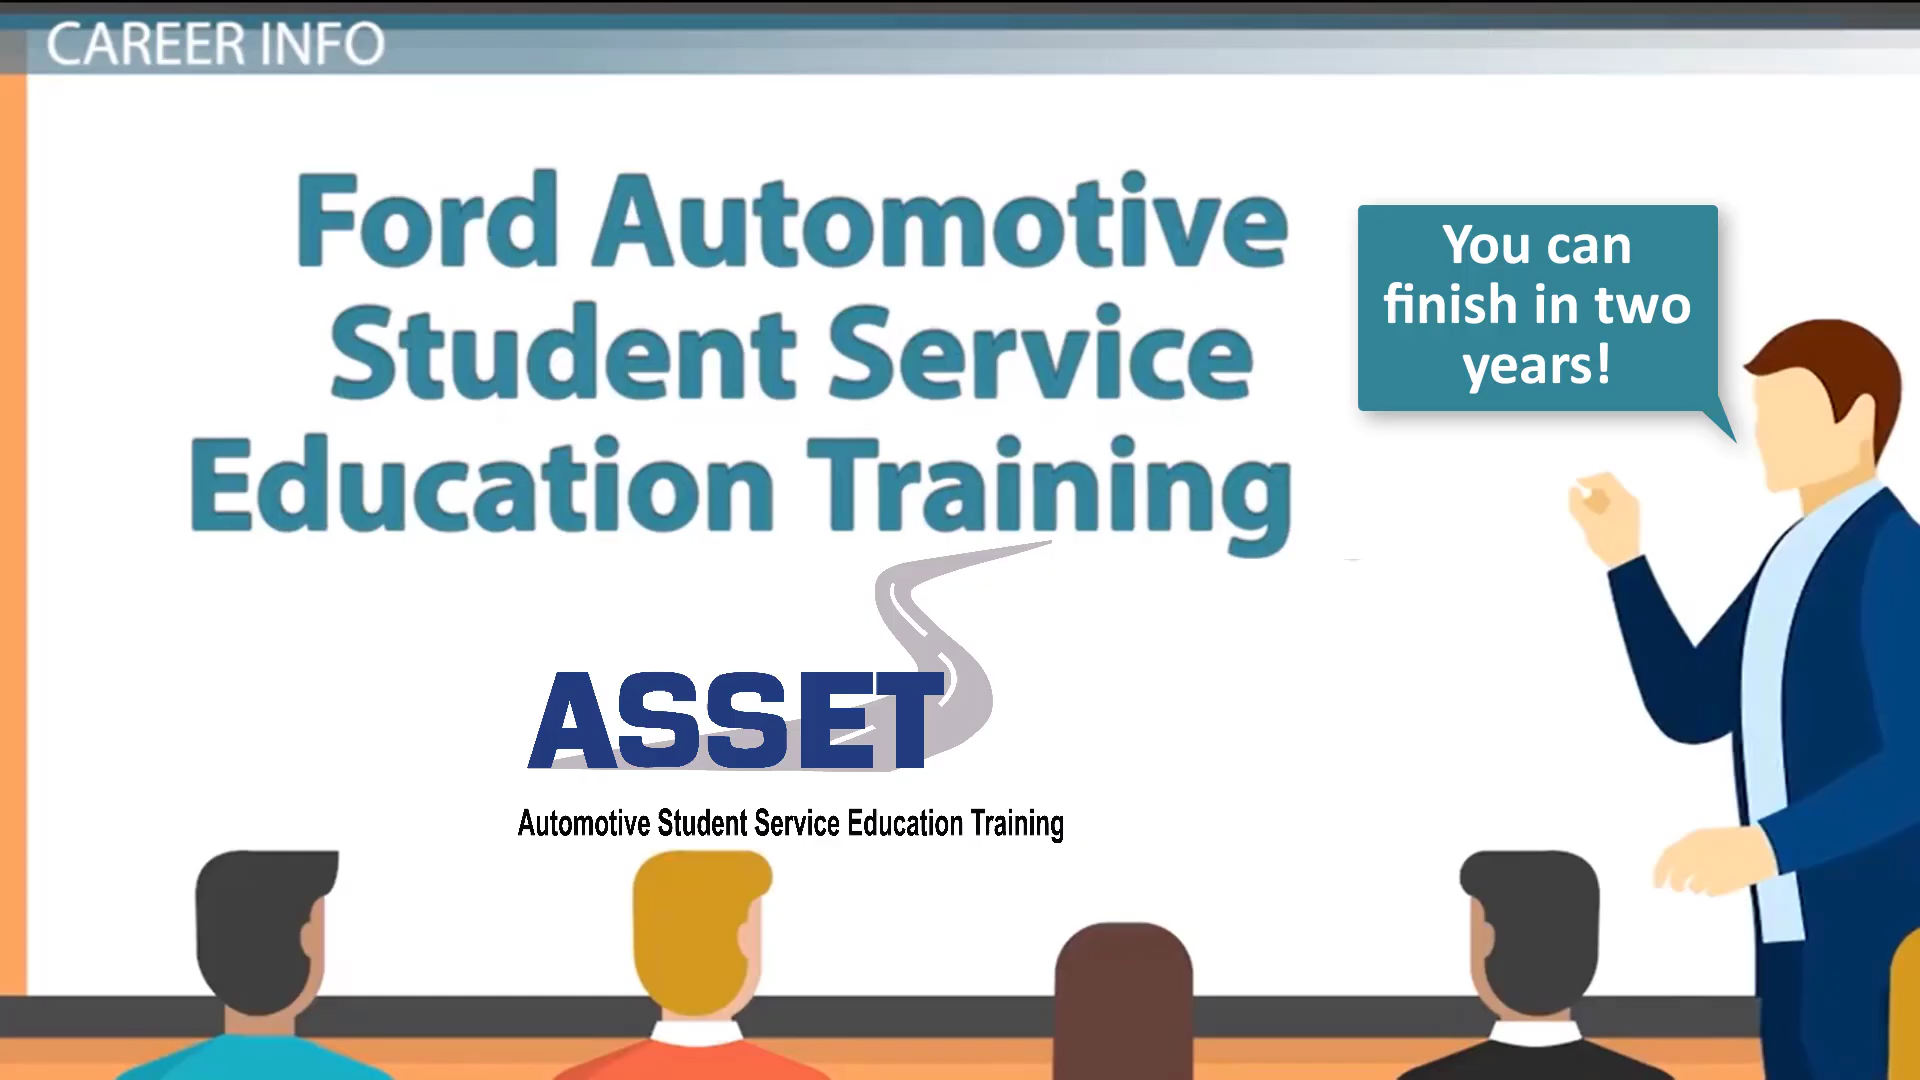 CAREER INFO
Ford Automotive
Student Service
Education Training
You can
finish in two
years!
ASSET
Automotive Student Service Education Training